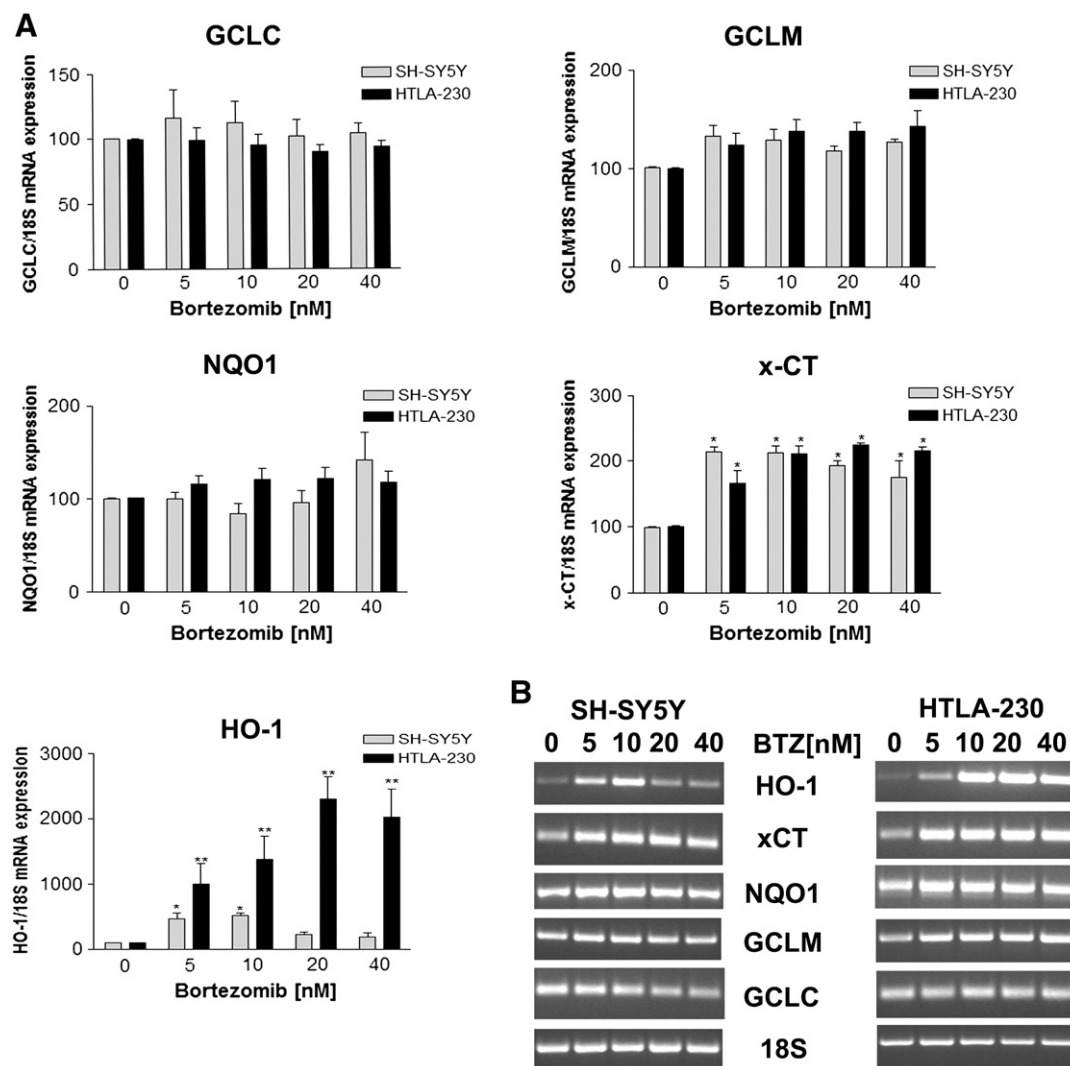 A
GCLC
GCLC/18S mRNA expression
150
100
50
0
SH-SY5Y
HTLA-230
0 5 10 20 40
Bortezomib [nM]
GCLM
GCLM/18S mRNA expression
200
100
0
SH-SY5Y
HTLA-230
0 5 10 20 40
Bortezomib [nM]
NQO1
NQO1/18S mRNA expression
200
100
0
SH-SY5Y
HTLA-230
0 5 10 20 40
Bortezomib [nM]
x-CT
x-CT/18S mRNA expression
300
200
100
0
SH-SY5Y
HTLA-230
* * * * * * * *
0 5 10 20 40
Bortezomib [nM]
HO-1
HO-1/18S mRNA expression
3000
2000
1000
0
SH-SY5Y
HTLA-230
* ** * ** ** **
0 5 10 20 40
Bortezomib [nM]
B
SH-SY5Y HTLA-230
0 5 10 20 40 BTZ[nM] 0 5 10 20 40
HO-1
xCT
NQO1
GCLM
GCLC
18S